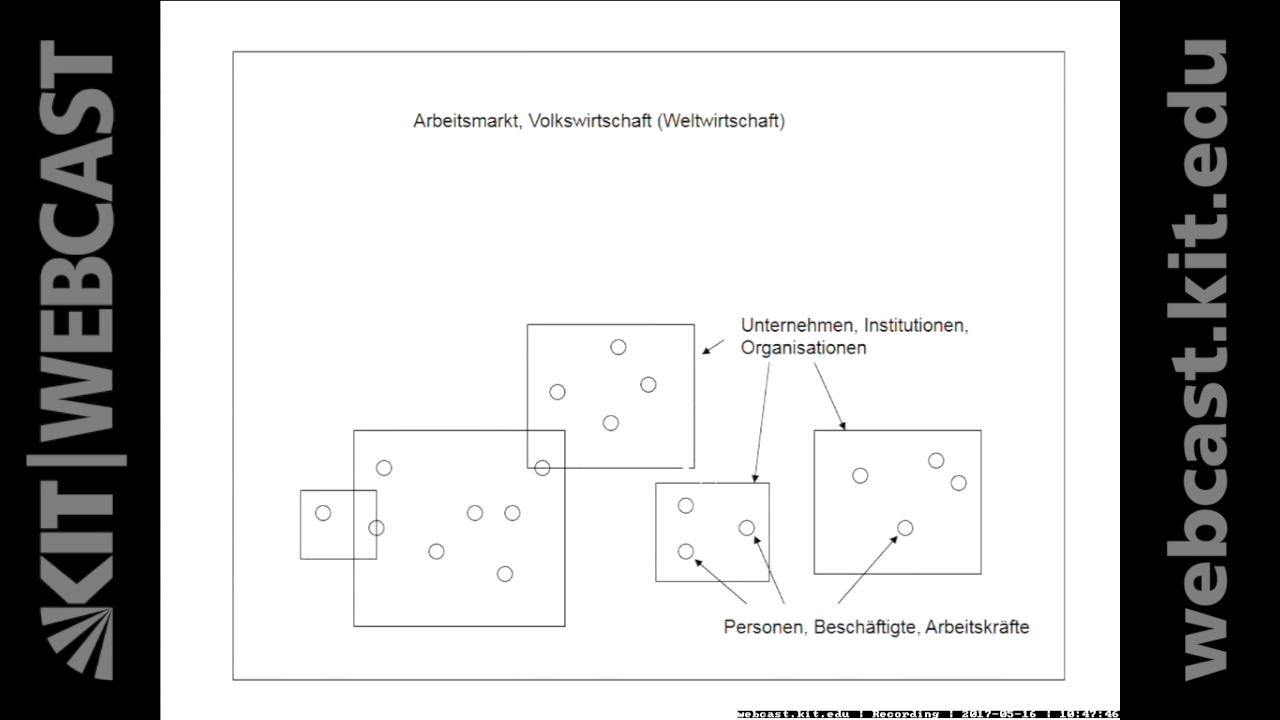 KIT|WEBCAST
Arbeitsmarkt, Volkswirtschaft (Weltwirtschaft)
Unternehmen, Institutionen,
Organisationen
Personen, Beschäftigte, Arbeitskräfte
webcast.kit.edu
webcast.kit.edu | Recording | 2017-05-16 | 10:47:46